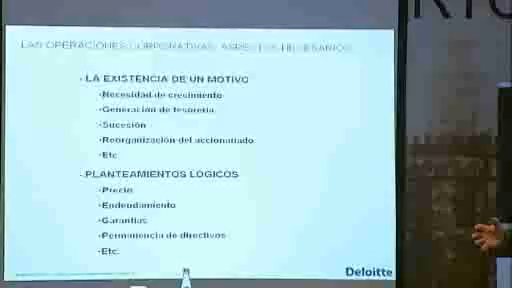 LAS OPERACIONES CORPORATIVAS: ASPECTOS NECESARIOS
- LA EXISTENCIA DE UN MOTIVO
-Necesidad de crecimiento
-Generación de tesorería
-Sucesión
-Reorganización del accionariado
-Etc
- PLANTEAMIENTOS LÓGICOS
-Precio
-Endeudamiento
-Garantías
-Permanencia de directivos
-Etc.
Deloitte